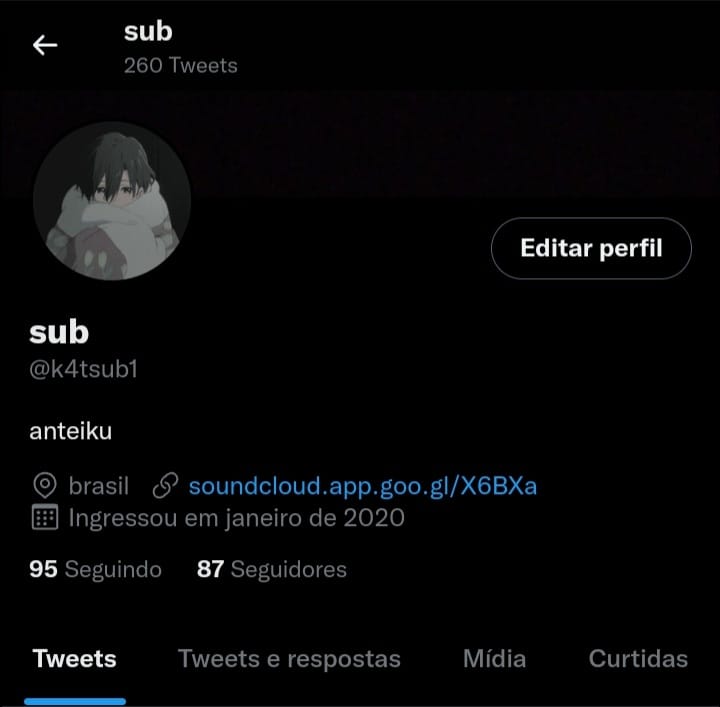 sub
260 Tweets
Editar perfil
sub
@k4tsub1
anteiku
brasil soundcloud.app.goo.gl/X6BXa
Ingressou em janeiro de 2020
95 Seguindo 87 Seguidores
Tweets Tweets e respostas Mídia Curtidas